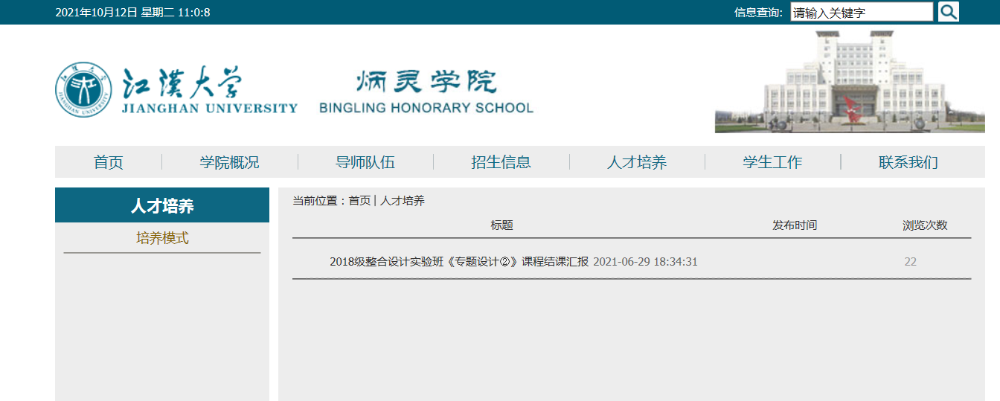 2021年10月12日 星期二 11:0:8 信息查询: 请输入关键字
江漢大学 炳灵学院
JIANGHAN UNIVERSITY BINGLING HONORARY SCHOOL
首页 学院概况 导师队伍 招生信息 人才培养 学生工作 联系我们
人才培养
培养模式
当前位置：首页 | 人才培养
标题 发布时间 浏览次数
2018级整合设计实验班《专题设计②》课程结课汇报 2021-06-29 18:34:31 22